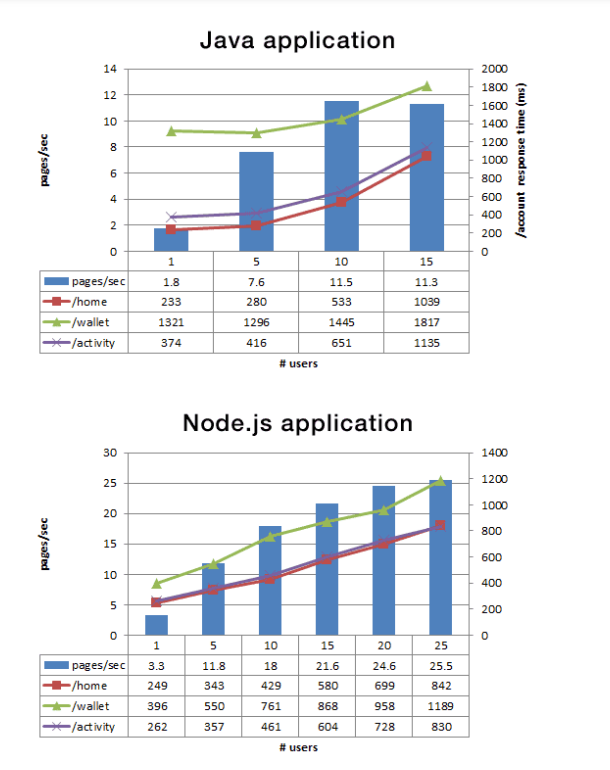 Java application
14 2000
12 1800
10 1600
8 1400
6 1200
4 1000
2 800
0 600
400
200
0
pages/sec
/account response time (ms)
1 5 10 15
pages/sec 1.8 7.6 11.5 11.3
/home 233 280 533 1039
/wallet 1321 1296 1445 1817
/activity 374 416 651 1135
# users
Node.js application
30 1400
25 1200
20 1000
15 800
10 600
5 400
0 200
0
pages/sec
1 5 10 15 20 25
pages/sec 3.3 11.8 18 21.6 24.6 25.5
/home 249 343 429 580 699 842
/wallet 396 550 761 868 958 1189
/activity 262 357 461 604 728 830
# users